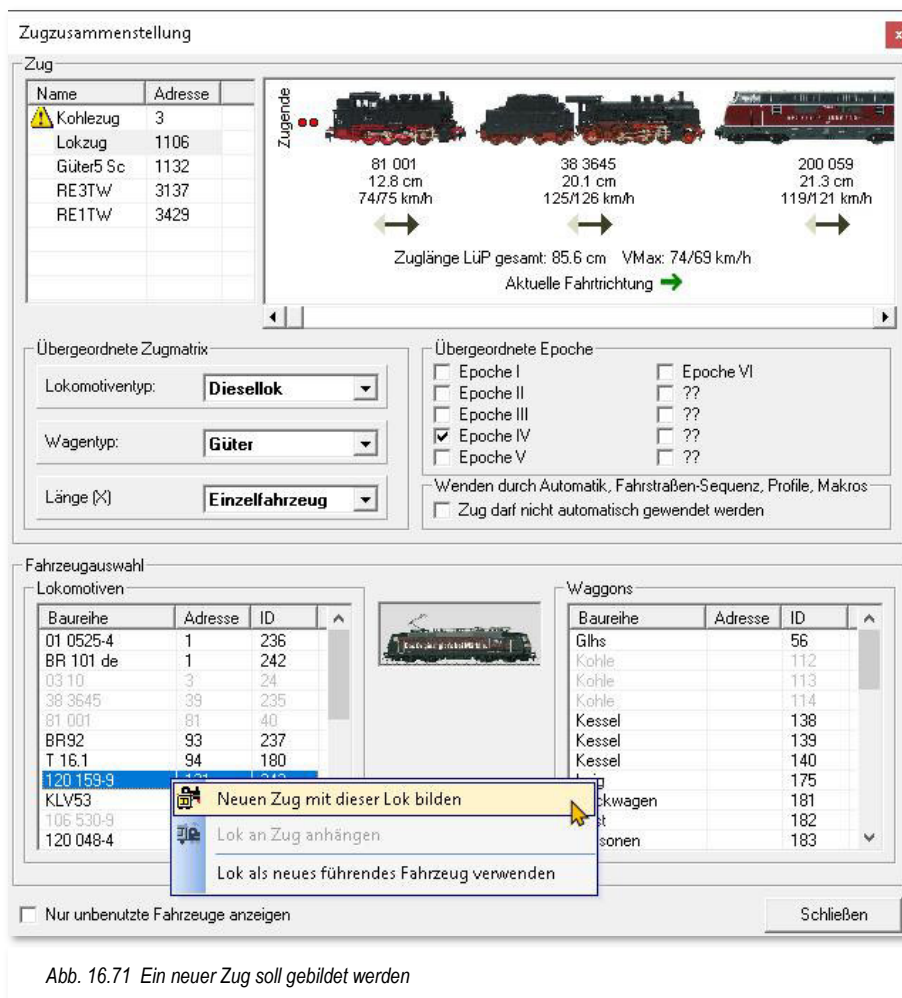 Zugzusammenstellung
x
Zug
Name Adresse
Kohlezug 3
Lokzug 1106
Güter5 Sc 1132
RE3TW 3137
RE1TW 3429
Zugende
81 001 38 3645 200 059
12.8 cm 20.1 cm 21.3 cm
74/75 km/h 125/126 km/h 119/121 km/h
Zuglänge LüP gesamt: 85.6 cm VMax: 74/69 km/h
Aktuelle Fahrtrichtung
Übergeordnete Zugmatrix
Lokomotiventyp: Diesellok
Wagentyp: Güter
Länge (X) Einzelfahrzeug
Übergeordnete Epoche
Epoche I Epoche VI
Epoche II ??
Epoche III ??
Epoche IV ??
Epoche V ??
Wenden durch Automatik, Fahrstraßen-Sequenz, Profile, Makros
Zug darf nicht automatisch gewendet werden
Fahrzeugauswahl
Lokomotiven
Baureihe Adresse ID
01 0525-4 1 236
BR 101 de 1 242
03 10 3 24
38 3645 39 235
81 001 81 40
BR92 93 237
T 16.1 94 180
120 159-9
KLV53
106 530-9
120 048-4
Neuen Zug mit dieser Lok bilden
Lok an Zug anhängen
Lok als neues führendes Fahrzeug verwenden
Waggons
Baureihe Adresse ID
Glhs 56
Kohle 112
Kohle 113
Kohle 114
Kessel 138
Kessel 139
Kessel 140
175
ckwagen 181
st 182
sonen 183
Nur unbenutzte Fahrzeuge anzeigen
Schließen
Abb. 16.71 Ein neuer Zug soll gebildet werden